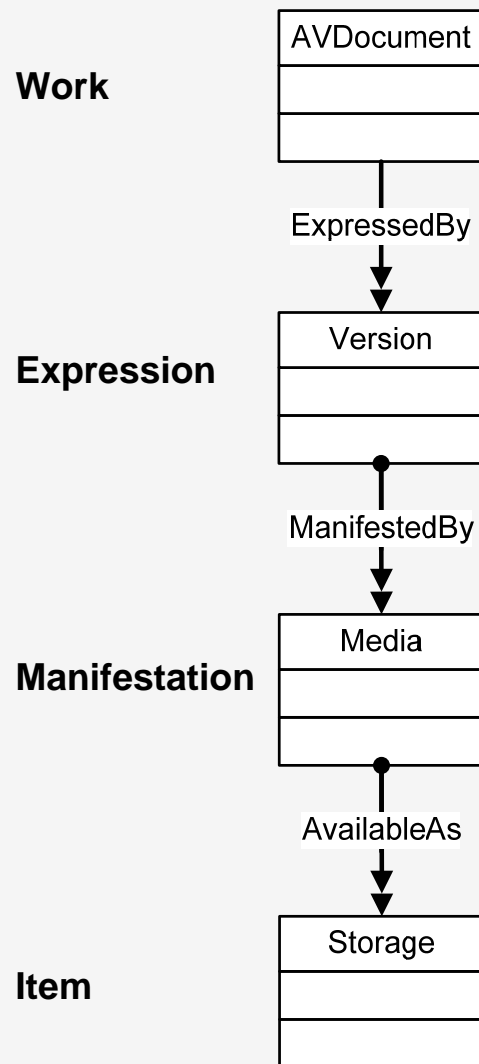 AVDocument
Work
ExpressedBy
Version
Expression
ManifestedBy
Media
Manifestation
AvailableAs
Storage
Item